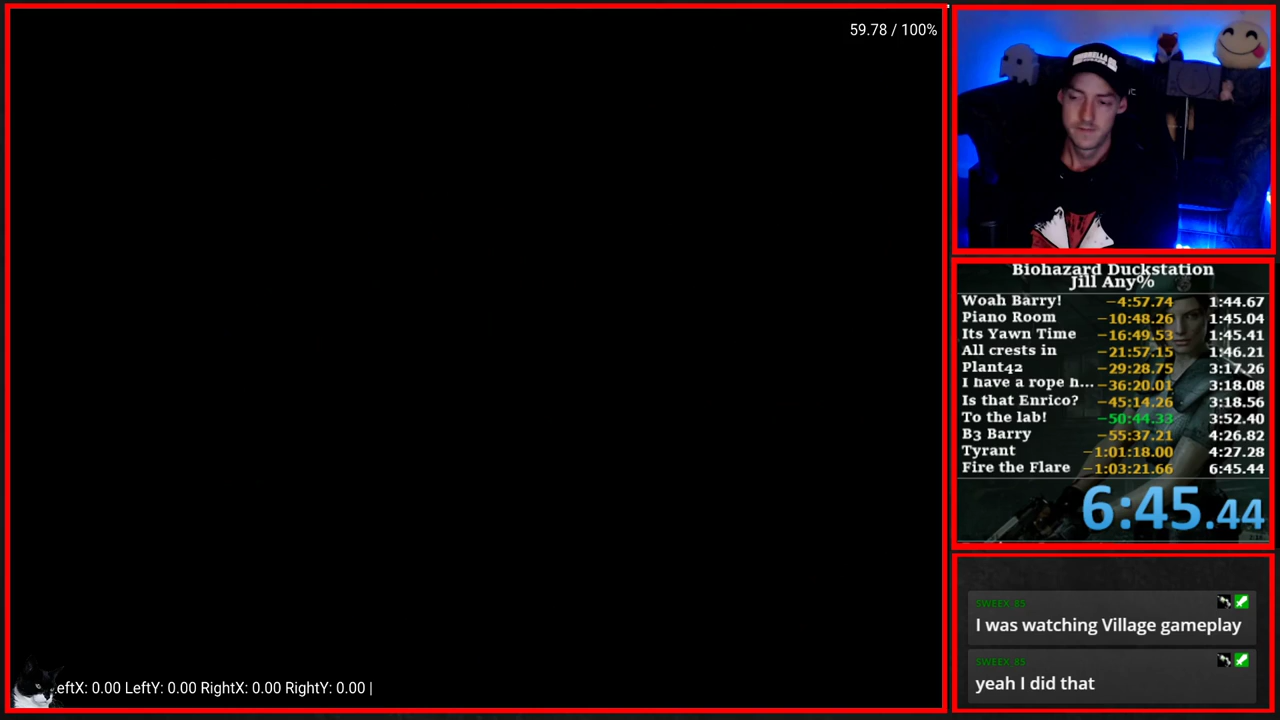 59.78 / 100%
eftX: 0.00 LeftY: 0.00 RightX: 0.00 RightY: 0.00 |
Biohazard Duckstation
Jill Any%
Woah Barry! −4:57.74 1:44.67
Piano Room −10:48.26 1:45.04
Its Yawn Time −16:49.53 1:45.41
All crests in −21:57.15 1:46.21
Plant42 −29:28.75 3:17.26
I have a rope h... −36:20.01 3:18.08
Is that Enrico? −45:14.26 3:18.56
To the lab! −50:44.33 3:52.40
B3 Barry −55:37.21 4:26.82
Tyrant −1:01:18.00 4:27.28
Fire the Flare −1:03:21.66 6:45.44
6:45.44
SWEEX_85
I was watching Village gameplay
SWEEX_85
yeah I did that